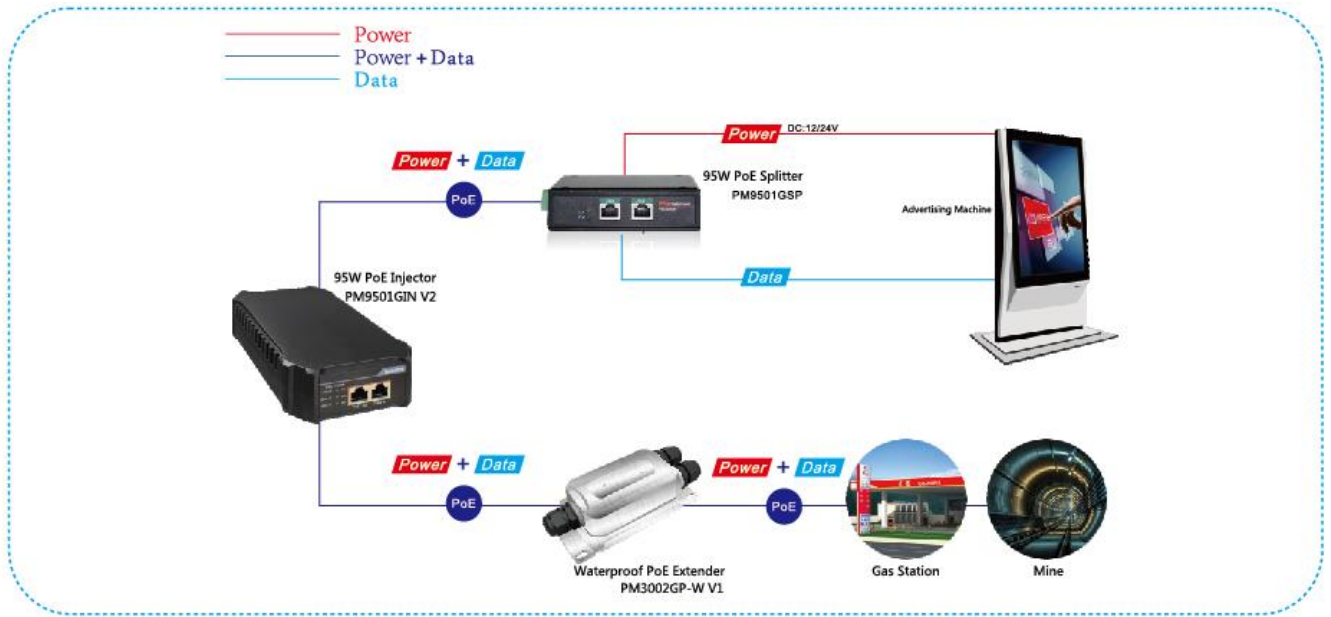 Power
Power + Data
Data
Power DC:12/24V
Power + Data
95W PoE Splitter
PM9501GSP
PoE
Advertising Machine
Data
95W PoE Injector
PM9501GIN V2
Power + Data
Power + Data
PoE
PoE
Waterproof PoE Extender
PM3002GP-W V1
Gas Station
Mine